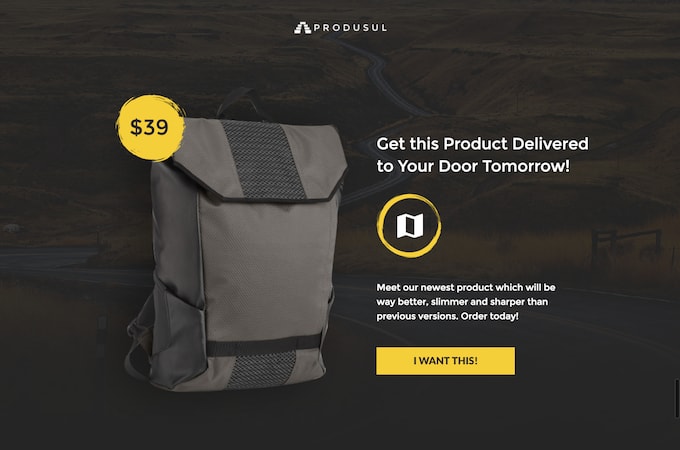 PRODUSUL
$39
Get this Product Delivered
to Your Door Tomorrow!
Meet our newest product which will be
way better, slimmer and sharper than
previous versions. Order today!
I WANT THIS!